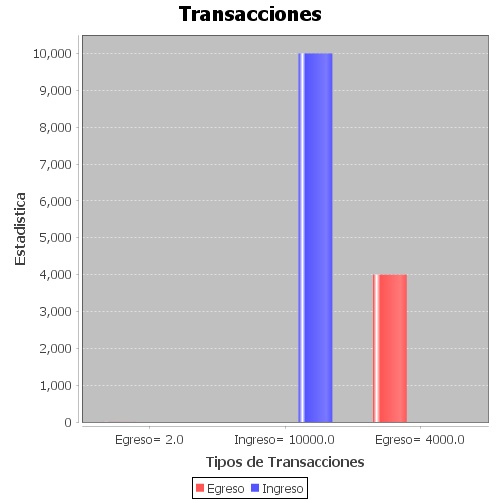 Transacciones
10,000
9,000
8,000
7,000
6,000
5,000
4,000
3,000
2,000
1,000
0
Estadistica
Egreso= 2.0 Ingreso= 10000.0 Egreso= 4000.0
Tipos de Transacciones
Egreso Ingreso